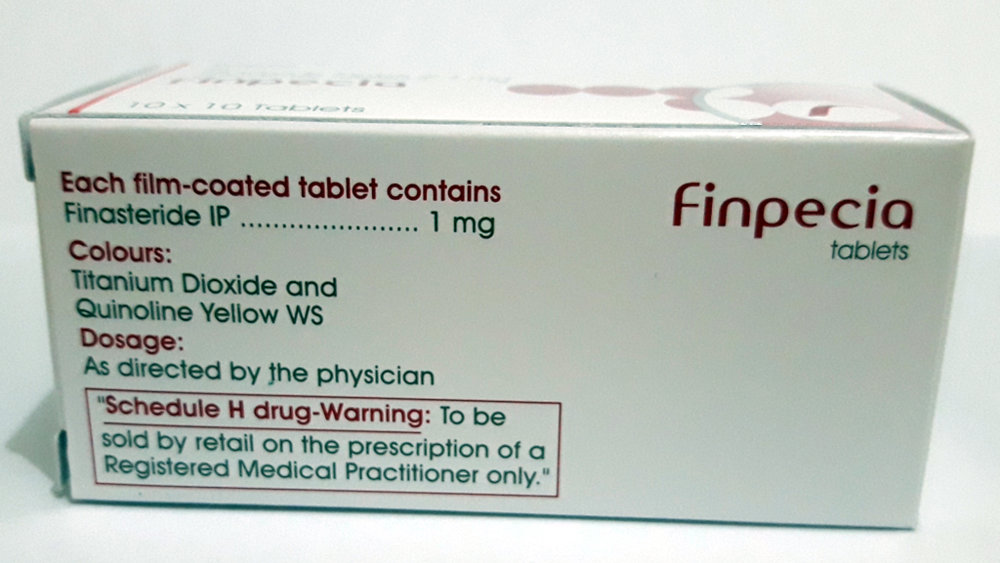 Finpecia
10 x 10 Tablets
Each film-coated tablet contains
Finasteride IP ...................... 1 mg
Colours:
Titanium Dioxide and
Quinoline Yellow WS
Dosage:
As directed by the physician
"Schedule H drug-Warning: To be
sold by retail on the prescription of a
Registered Medical Practitioner only."
Finpecia
tablets